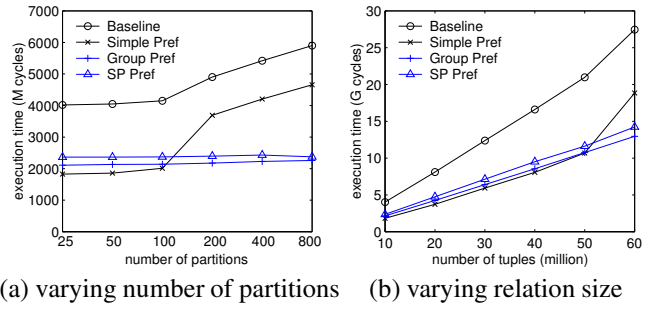 7000
6000
5000
4000
3000
2000
1000
0
execution time (M cycles)
Baseline
Simple Pref
Group Pref
SP Pref
25 50 100 200 400 800
number of partitions
(a) varying number of partitions
30
25
20
15
10
5
0
execution time (G cycles)
Baseline
Simple Pref
Group Pref
SP Pref
10 20 30 40 50 60
number of tuples (million)
(b) varying relation size